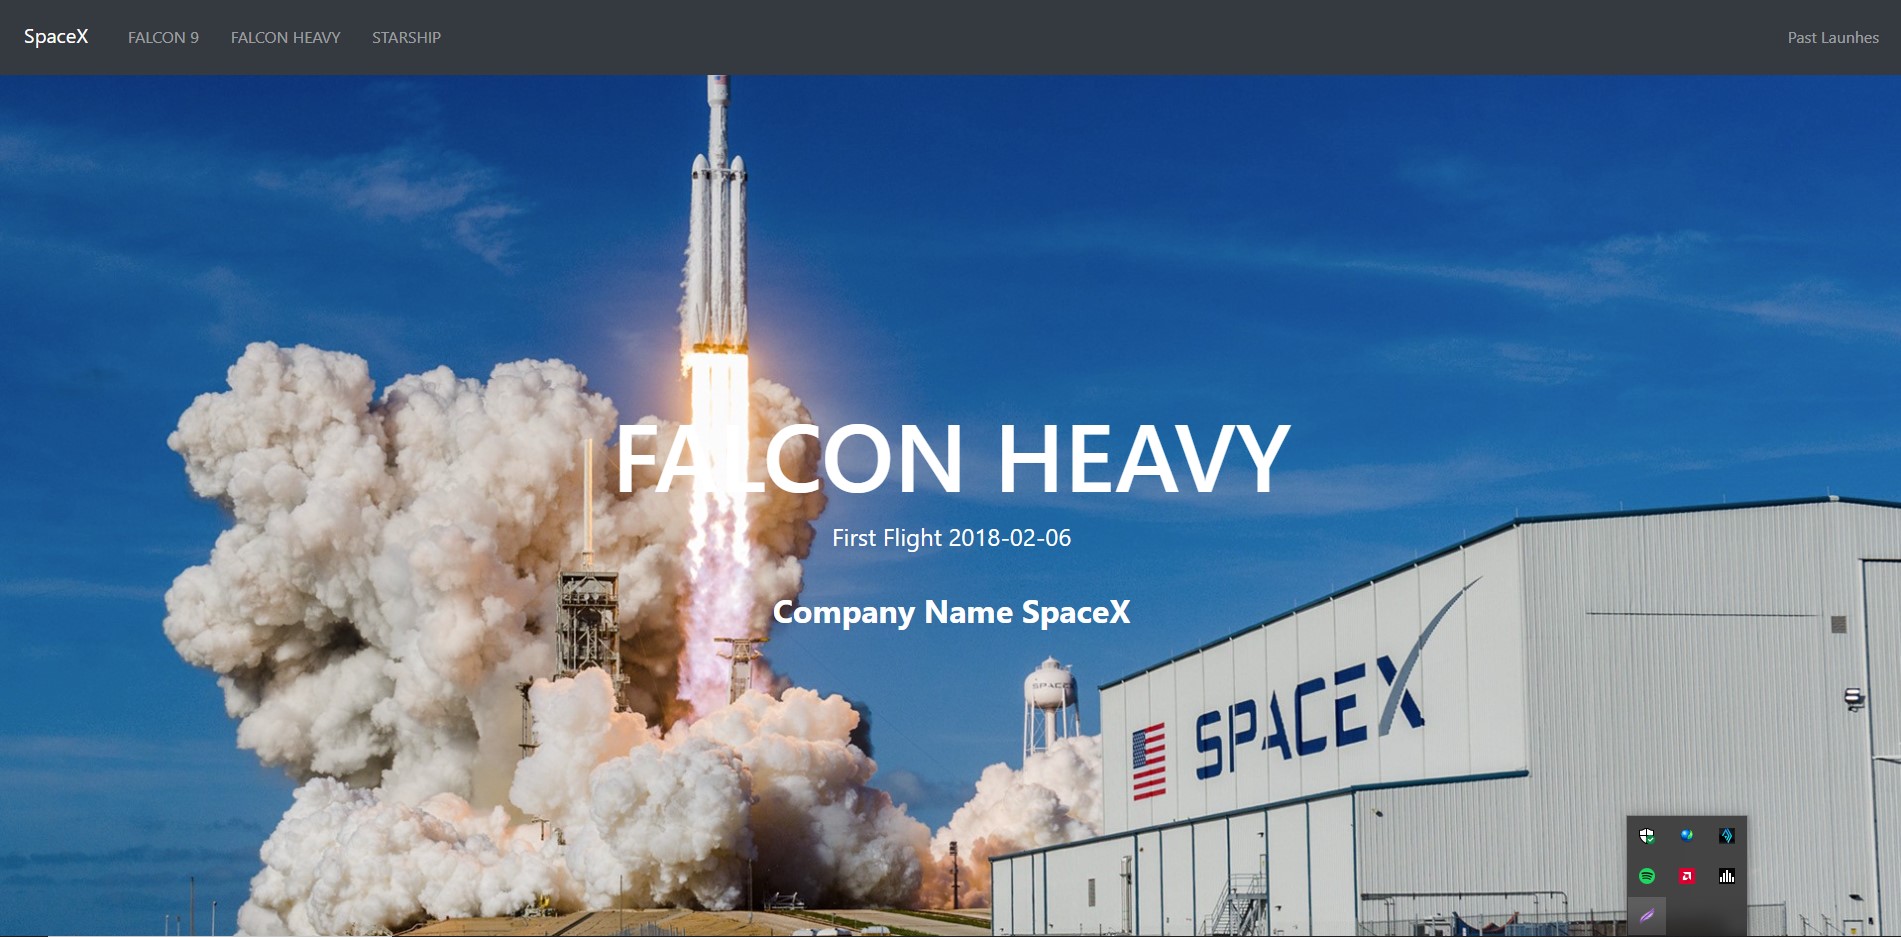 SpaceX FALCON 9 FALCON HEAVY STARSHIP Past Launhes
FALCON HEAVY
First Flight 2018-02-06
Company Name SpaceX
SPACEX
SPACEX